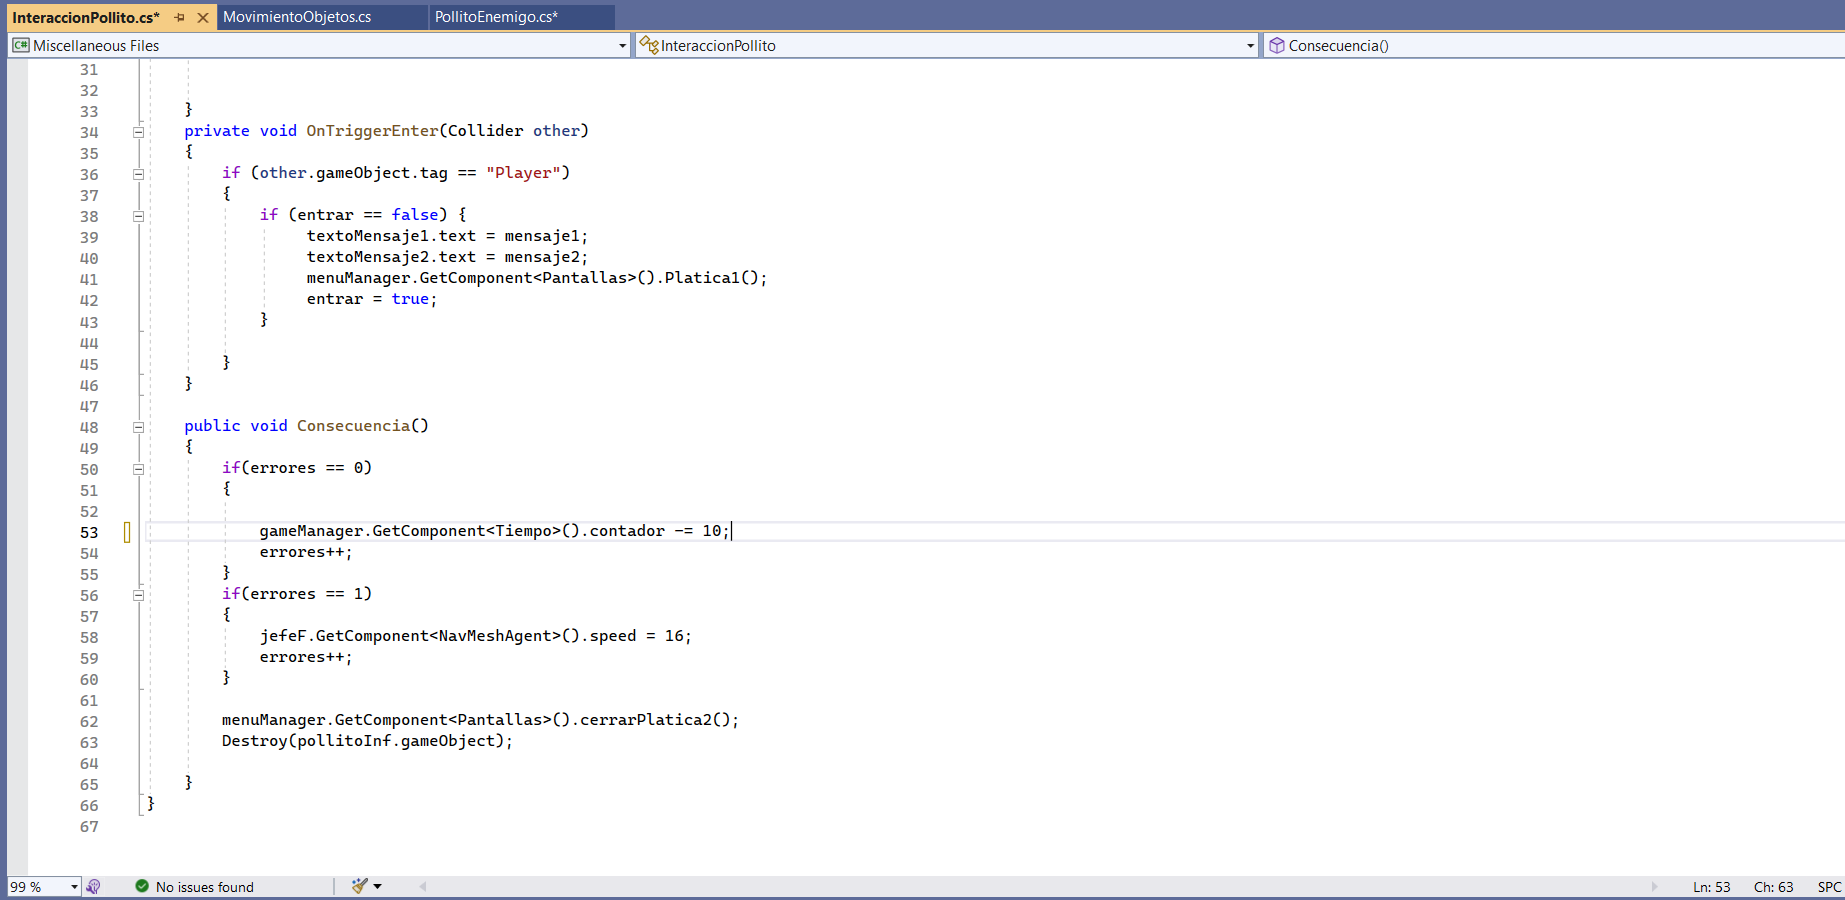 InteraccionPollito.cs* MovimientoObjetos.cs PollitoEnemigo.cs*
C# Miscellaneous Files InteraccionPollito Consecuencia()
31
32
33 }
34 private void OnTriggerEnter(Collider other)
35 {
36 if (other.gameObject.tag == "Player")
37 {
38 if (entrar == false) {
39 textoMensaje1.text = mensaje1;
40 textoMensaje2.text = mensaje2;
41 menuManager.GetComponent<Pantallas>().Platica1();
42 entrar = true;
43 }
44
45 }
46 }
47
48 public void Consecuencia()
49 {
50 if(errores == 0)
51 {
52
53 gameManager.GetComponent<Tiempo>().contador -= 10;
54 errores++;
55 }
56 if(errores == 1)
57 {
58 jefeF.GetComponent<NavMeshAgent>().speed = 16;
59 errores++;
60 }
61
62 menuManager.GetComponent<Pantallas>().cerrarPlatica2();
63 Destroy(pollitoInf.gameObject);
64
65 }
66 }
67
99 % No issues found Ln: 53 Ch: 63 SPC